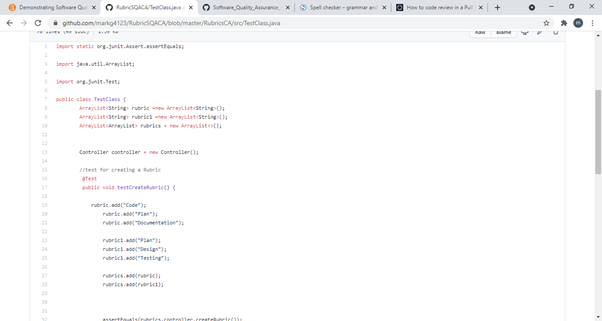 Demonstrating Software Qu
RubricSQACA/TestClass.java
Software_Quality_Assurance_
Spell checker – grammar and
How to code review in a Pull
github.com/markg4123/RubricSQACA/blob/master/RubricsCA/src/TestClass.java
Raw
Blame
1 import static org.junit.Assert.assertEquals;
2
3 import java.util.ArrayList;
4
5 import org.junit.Test;
6
7 public class TestClass {
8 ArrayList<String> rubric =new ArrayList<String>();
9 ArrayList<String> rubric1 =new ArrayList<String>();
10 ArrayList<ArrayList> rubrics = new ArrayList<>();
11
12
13 Controller controller = new Controller();
14
15 //test for creating a Rubric
16 @Test
17 public void testCreateRubric() {
18
19 rubric.add("Code");
20 rubric.add("Plan");
21 rubric.add("Documentation");
22
23 rubric1.add("Plan");
24 rubric1.add("Design");
25 rubric1.add("Testing");
26
27 rubrics.add(rubric);
28 rubrics.add(rubric1);
29
30
31
32 assertEquals(rubrics,controller.createRubric());